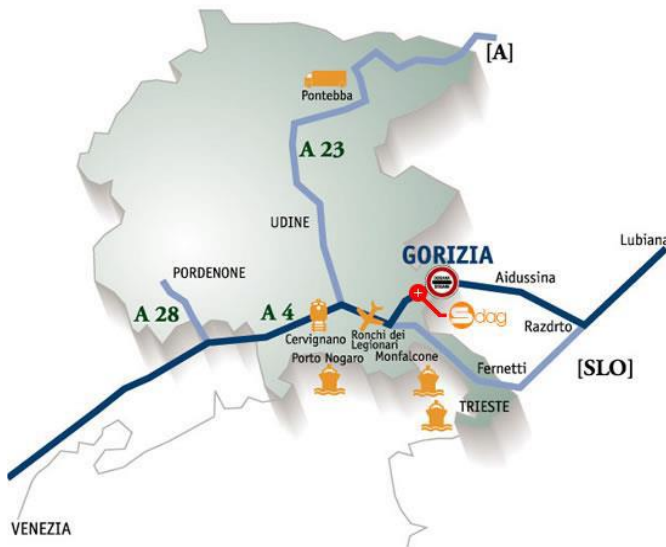 [A]
Pontebba
A 23
UDINE
GORIZIA
Lubiana
Aidussina
PORDENONE
A 28
A 4
Sdag
Razdrto
Cervignano
Ronchi dei
Legionari
Porto Nogaro
Monfalcone
Fernetti
[SLO]
TRIESTE
VENEZIA